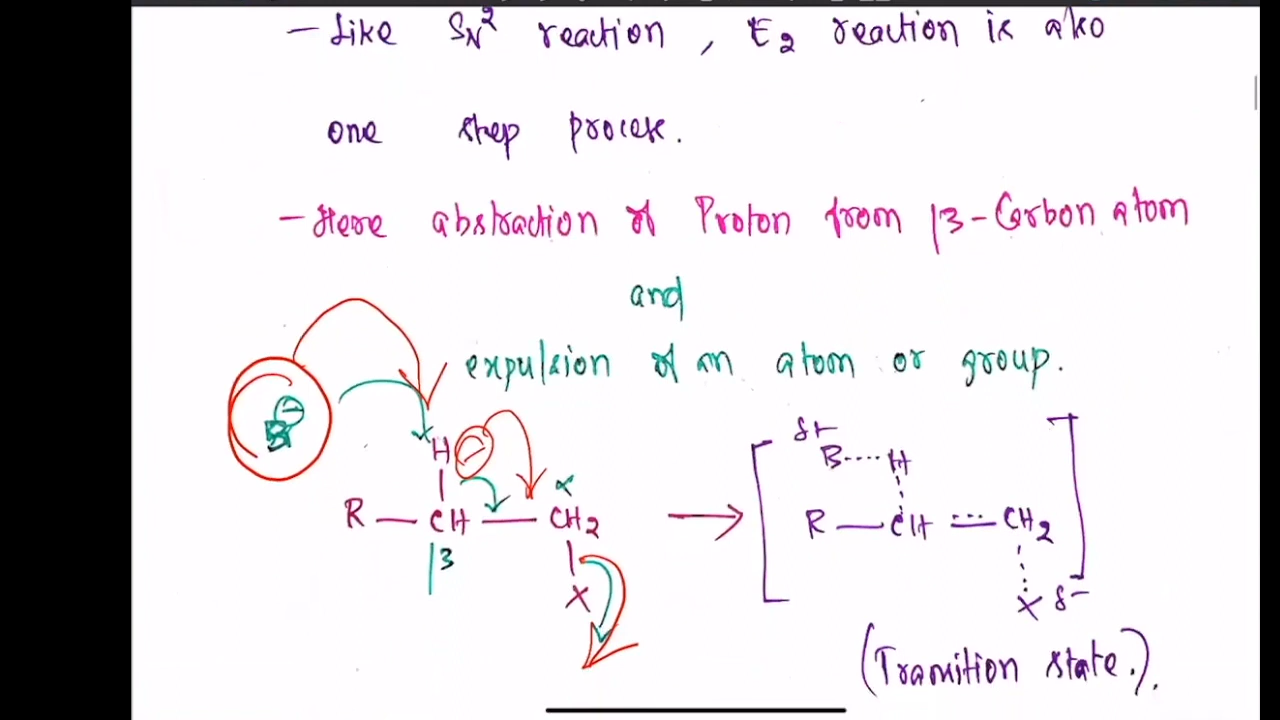 – Like SN2 reaction, E2 reaction is also
one step process.
– Here abstraction of Proton from β-Carbon atom
and
expulsion of an atom or group.
B⊖
H
α
R — CH — CH2
β
X
δ+
B····H
R — CH ═ CH2
X δ–
(Transition state.).